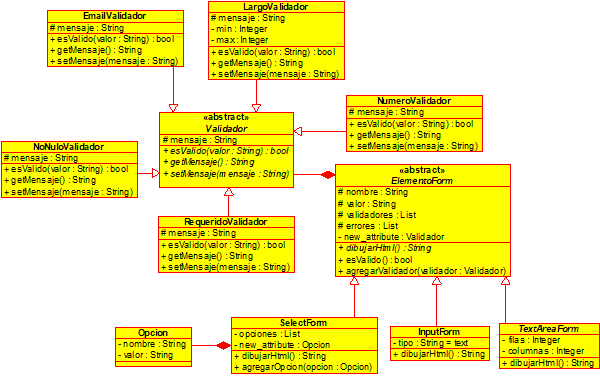 EmailValidador
# mensaje : String
+ esValido(valor : String) : bool
+ getMensaje() : String
+ setMensaje(mensaje : String)
LargoValidador
# mensaje : String
- min : Integer
- max : Integer
+ esValido(valor : String) : bool
+ getMensaje() : String
+ setMensaje(mensaje : String)
NumeroValidador
# mensaje : String
+ esValido(valor : String) : bool
+ getMensaje() : String
+ setMensaje(mensaje : String)
«abstract»
Validador
# mensaje : String
+ esValido(valor : String) : bool
+ getMensaje() : String
+ setMensaje(mensaje : String)
NoNuloValidador
# mensaje : String
+ esValido(valor : String) : bool
+ getMensaje() : String
+ setMensaje(mensaje : String)
«abstract»
ElementoForm
# nombre : String
# valor : String
# validadores : List
# errores : List
- new_attribute : Validador
+ dibujarHtml() : String
+ esValido() : bool
+ agregarValidador(validador : Validador)
RequeridoValidador
# mensaje : String
+ esValido(valor : String) : bool
+ getMensaje() : String
+ setMensaje(mensaje : String)
Opcion
- nombre : String
- valor : String
SelectForm
- opciones : List
- new_attribute : Opcion
+ dibujarHtml() : String
+ agregarOpcion(opcion : Opcion)
InputForm
- tipo : String = text
+ dibujarHtml() : String
TextAreaForm
- filas : Integer
- columnas : Integer
+ dibujarHtml() : String